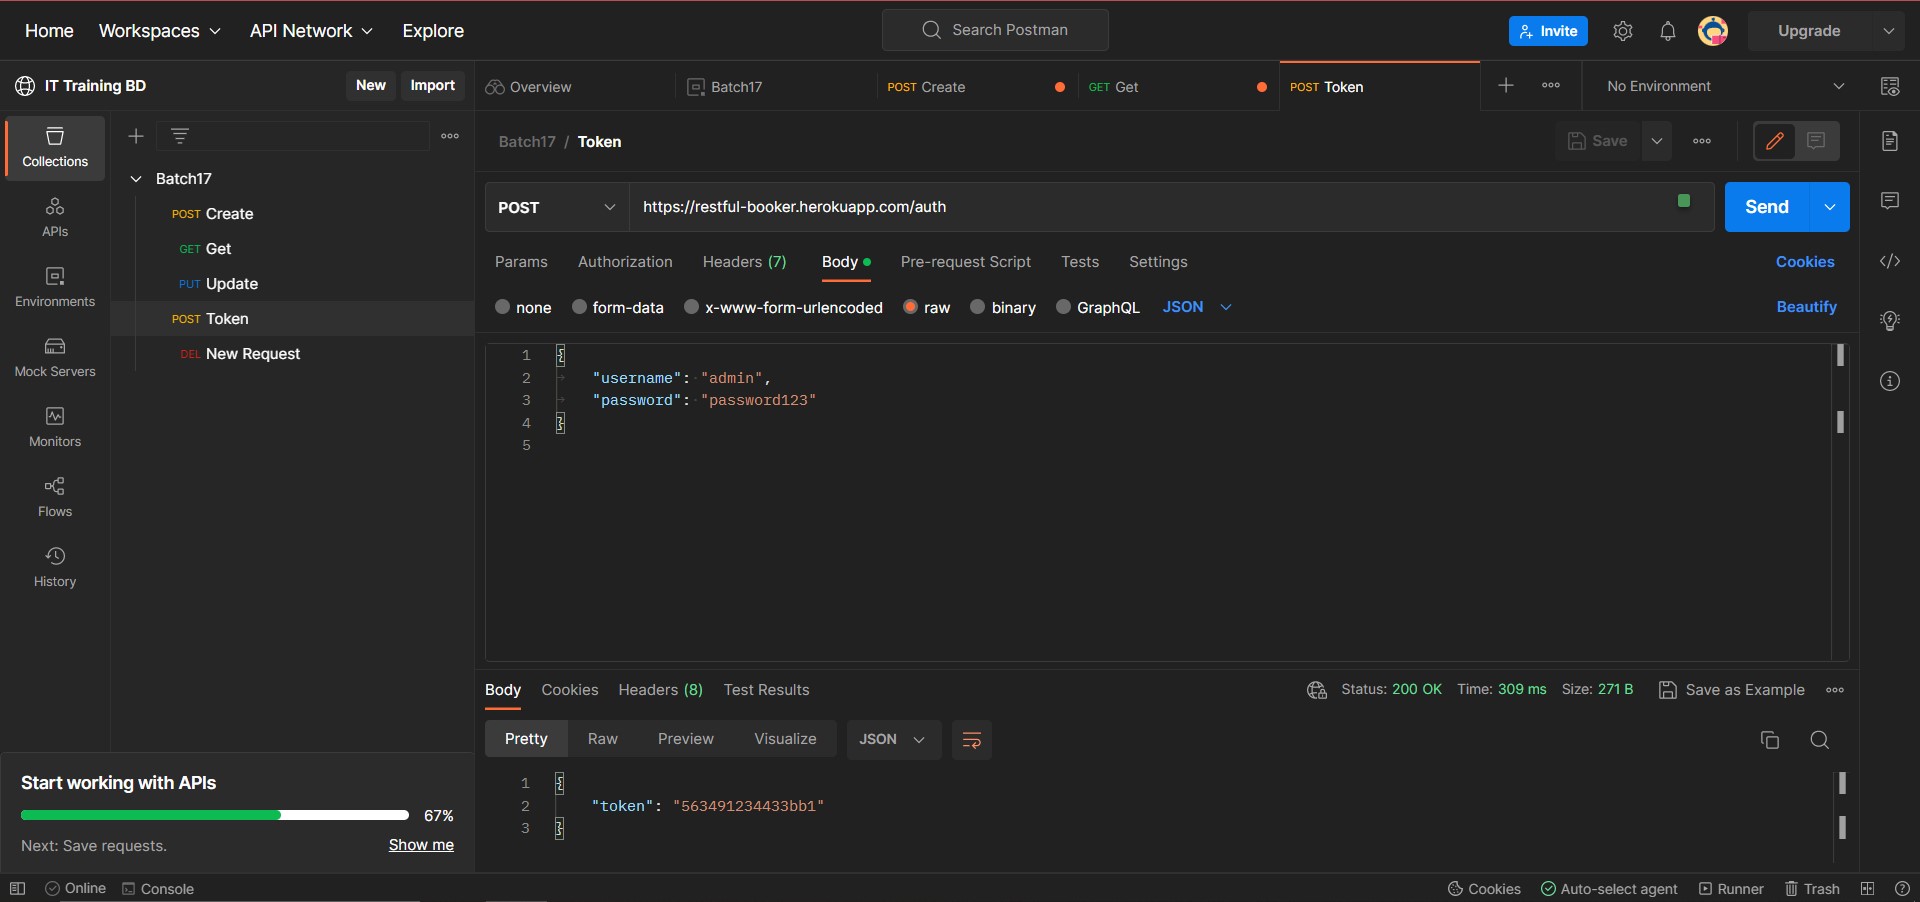 Home Workspaces API Network Explore Search Postman Invite Upgrade
IT Training BD New Import Overview Batch17 POST Create GET Get POST Token No Environment
Collections
APIs
Environments
Mock Servers
Monitors
Flows
History
Batch17
POST Create
GET Get
PUT Update
POST Token
DEL New Request
Start working with APIs
67%
Next: Save requests. Show me
Batch17 / Token Save
POST https://restful-booker.herokuapp.com/auth Send
Params Authorization Headers (7) Body Pre-request Script Tests Settings Cookies
none form-data x-www-form-urlencoded raw binary GraphQL JSON Beautify
1 {
2 "username": "admin",
3 "password": "password123"
4 }
5
Body Cookies Headers (8) Test Results Status: 200 OK Time: 309 ms Size: 271 B Save as Example
Pretty Raw Preview Visualize JSON
1 {
2 "token": "563491234433bb1"
3 }
Online Console Cookies Auto-select agent Runner Trash